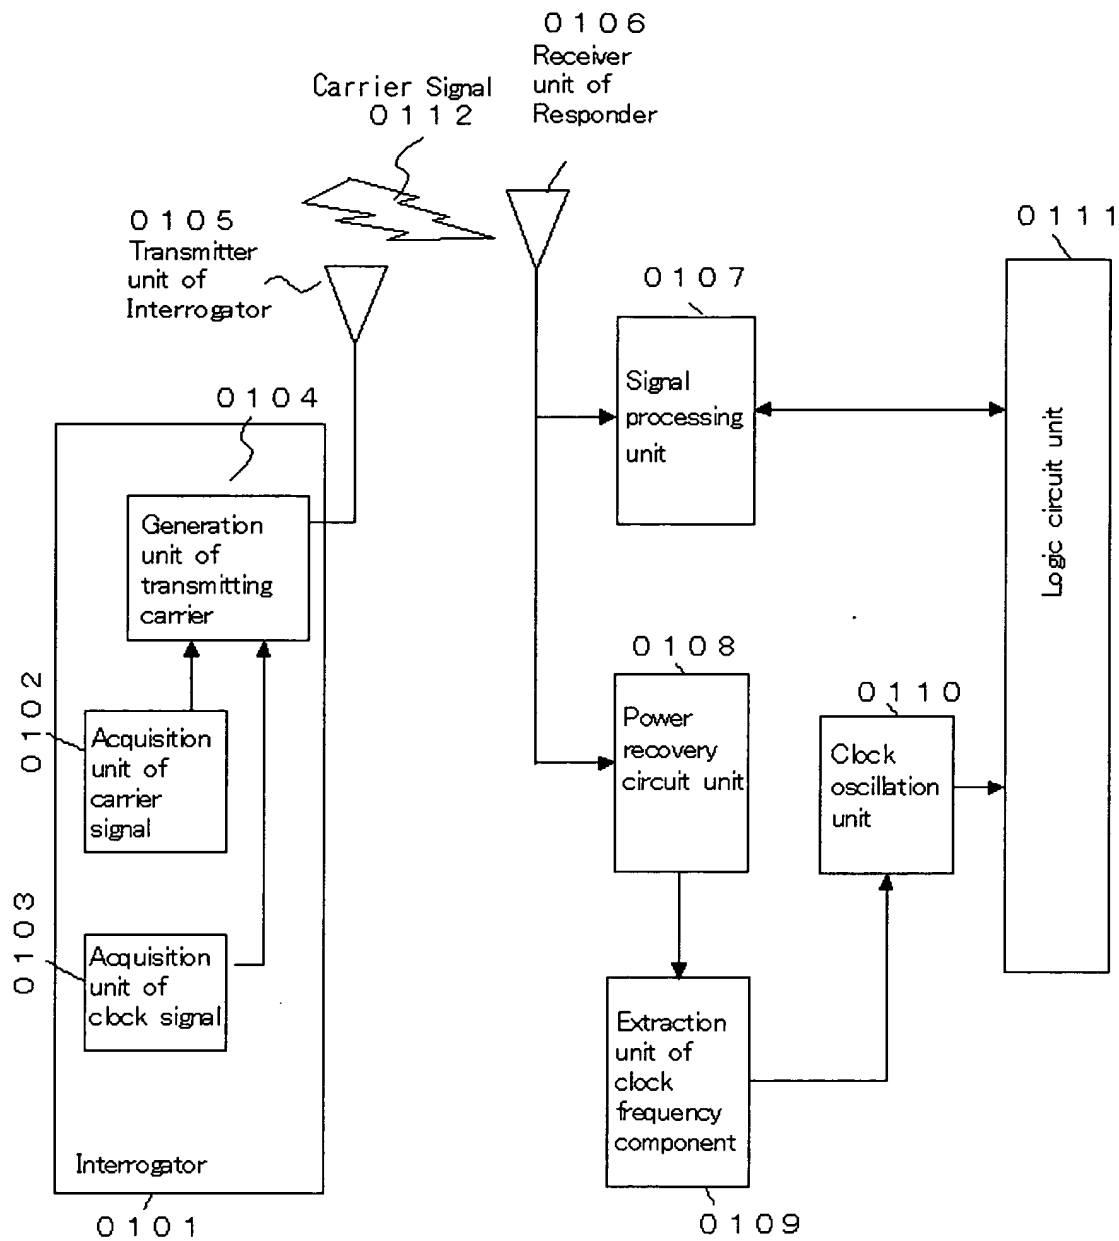 0106
Receiver
unit of
Responder
Carrier Signal
0112
0105
Transmitter
unit of
Interrogator
0111
0107
Signal
processing
unit
Logic circuit unit
0104
Generation
unit of
transmitting
carrier
0102
Acquisition
unit of
carrier
signal
0108
Power
recovery
circuit unit
0110
Clock
oscillation
unit
0103
Acquisition
unit of
clock signal
Extraction
unit of
clock
frequency
component
Interrogator
0101
0109